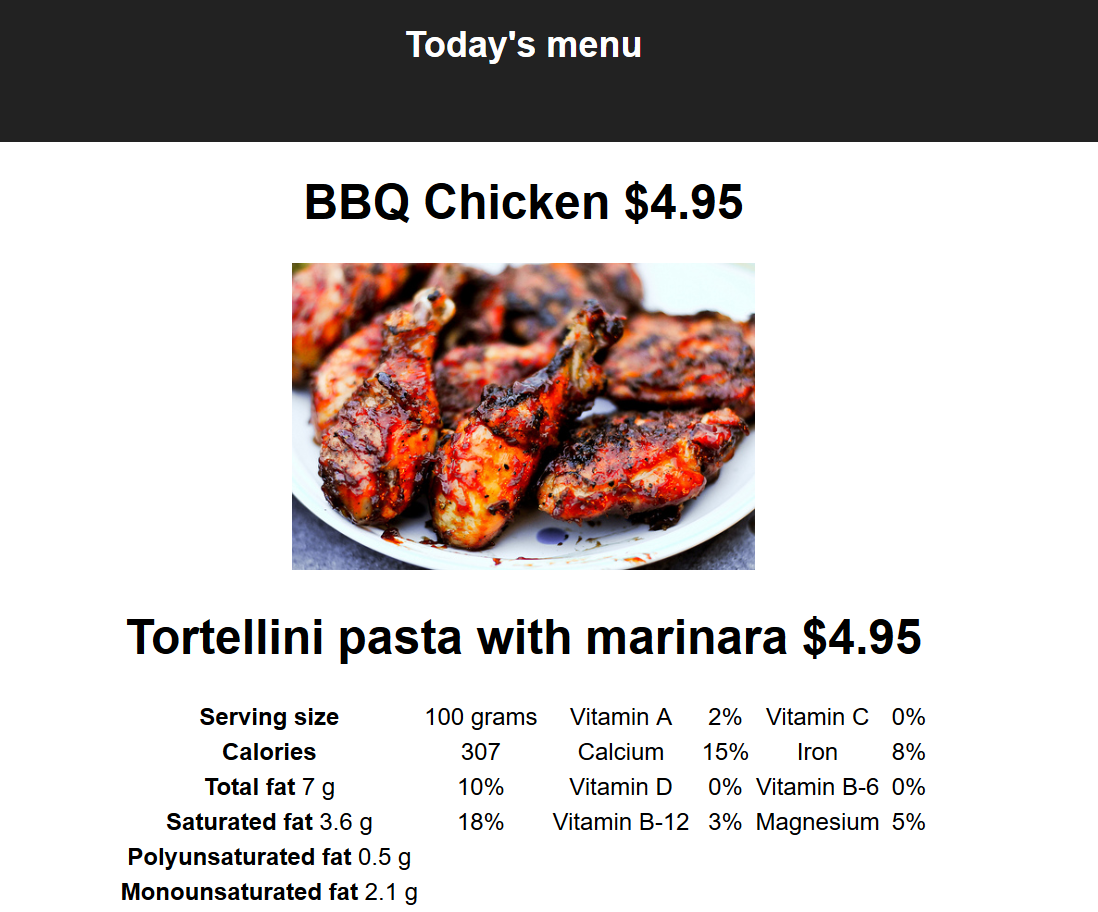 Today's menu
BBQ Chicken $4.95
Tortellini pasta with marinara $4.95
Serving size 100 grams Vitamin A 2% Vitamin C 0%
Calories 307 Calcium 15% Iron 8%
Total fat 7 g 10% Vitamin D 0% Vitamin B-6 0%
Saturated fat 3.6 g 18% Vitamin B-12 3% Magnesium 5%
Polyunsaturated fat 0.5 g
Monounsaturated fat 2.1 g